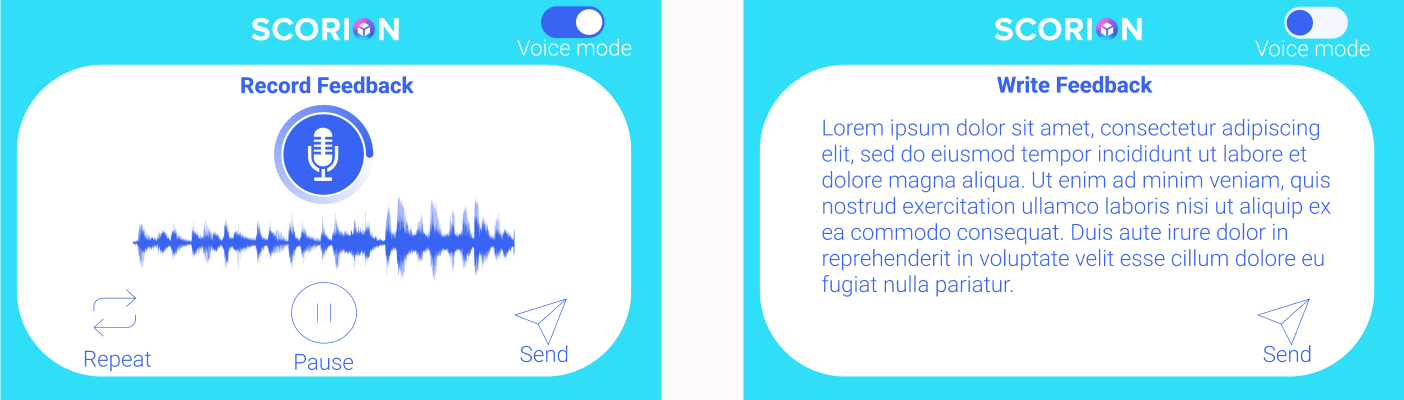 SCORION
Voice mode
Record Feedback
Repeat
Pause
Send
SCORION
Voice mode
Write Feedback
Lorem ipsum dolor sit amet, consectetur adipiscing
elit, sed do eiusmod tempor incididunt ut labore et
dolore magna aliqua. Ut enim ad minim veniam, quis
nostrud exercitation ullamco laboris nisi ut aliquip ex
ea commodo consequat. Duis aute irure dolor in
reprehenderit in voluptate velit esse cillum dolore eu
fugiat nulla pariatur.
Send